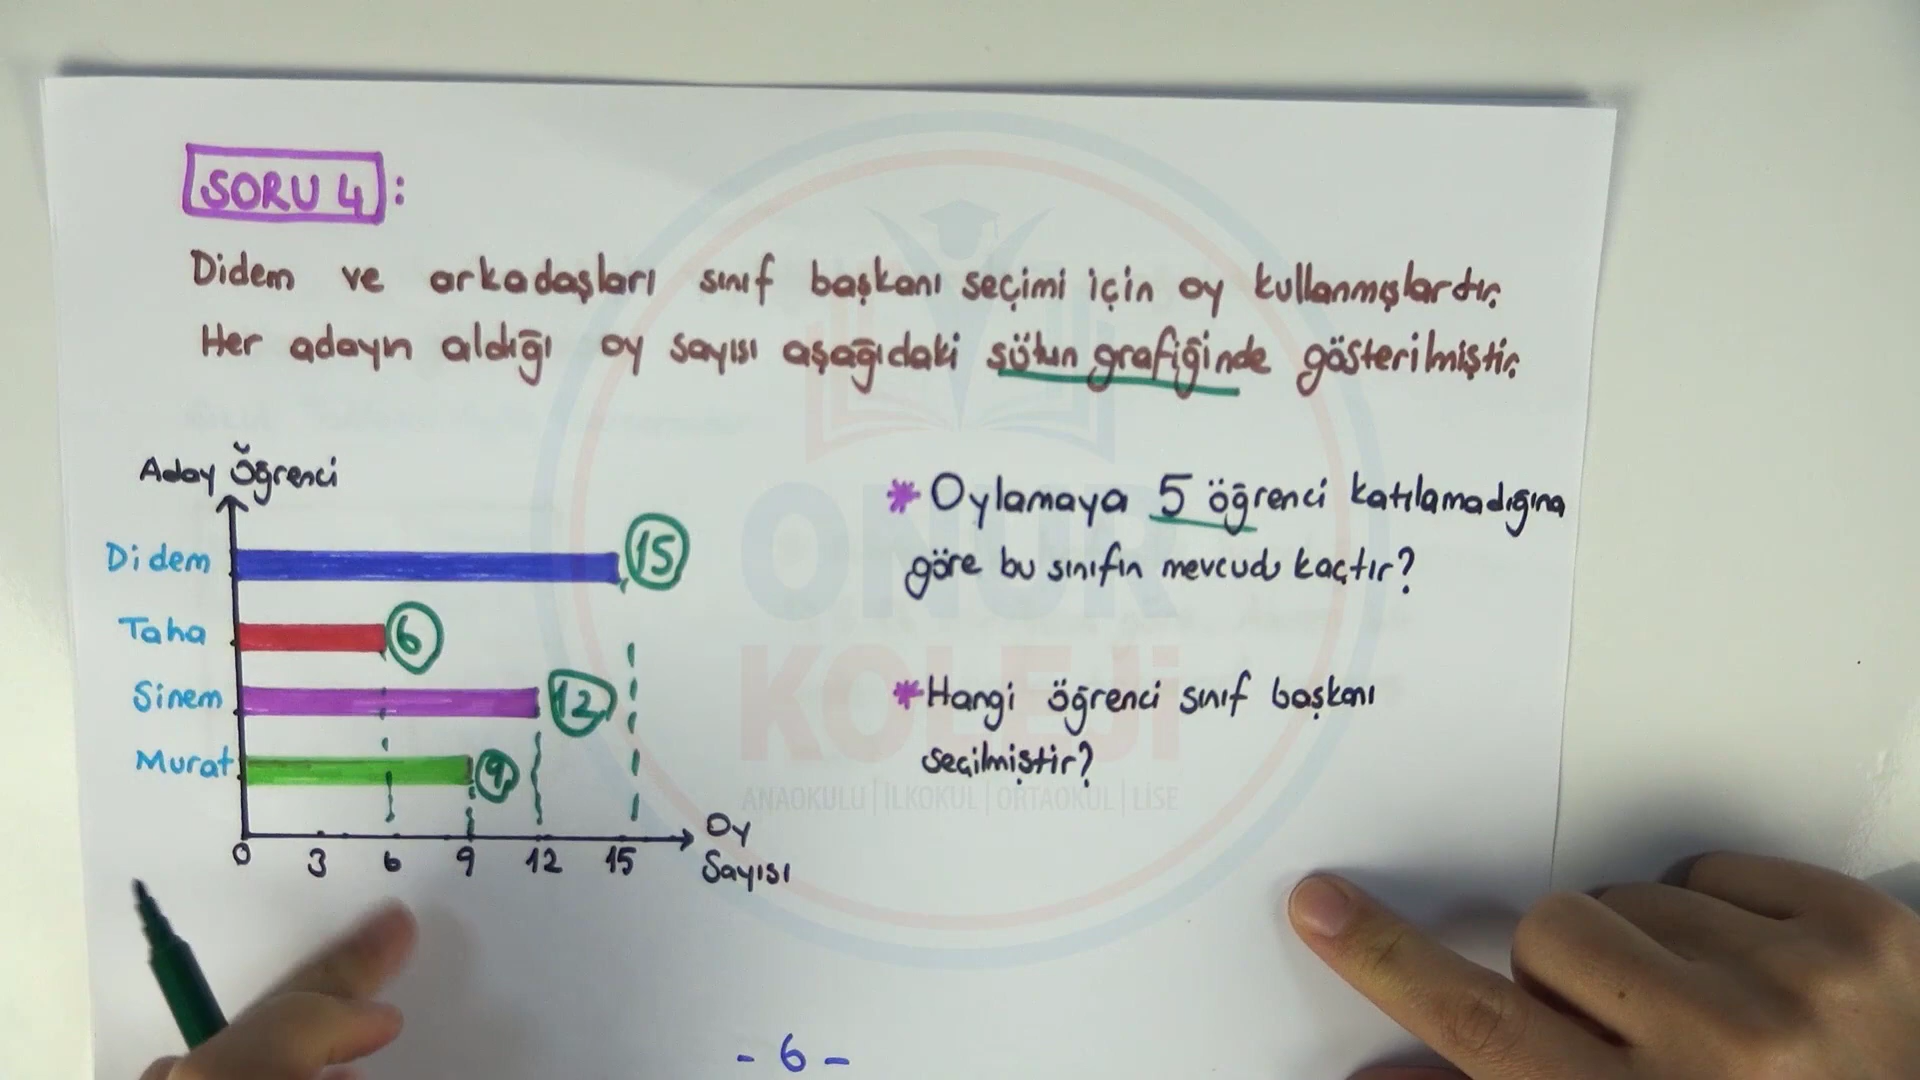 SORU 4:
Didem ve arkadaşları sınıf başkanı seçimi için oy kullanmışlardır.
Her adayın aldığı oy sayısı aşağıdaki sütun grafiğinde gösterilmiştir.
Aday Öğrenci
Didem 15
Taha 6
Sinem 12
Murat 9
0 3 6 9 12 15
Oy
Sayısı
* Oylamaya 5 öğrenci katılamadığına
göre bu sınıfın mevcudu kaçtır?
* Hangi öğrenci sınıf başkanı
seçilmiştir?
ONUR
KOLEJİ
ANAOKULU | İLKOKUL | ORTAOKUL | LİSE
- 6 -